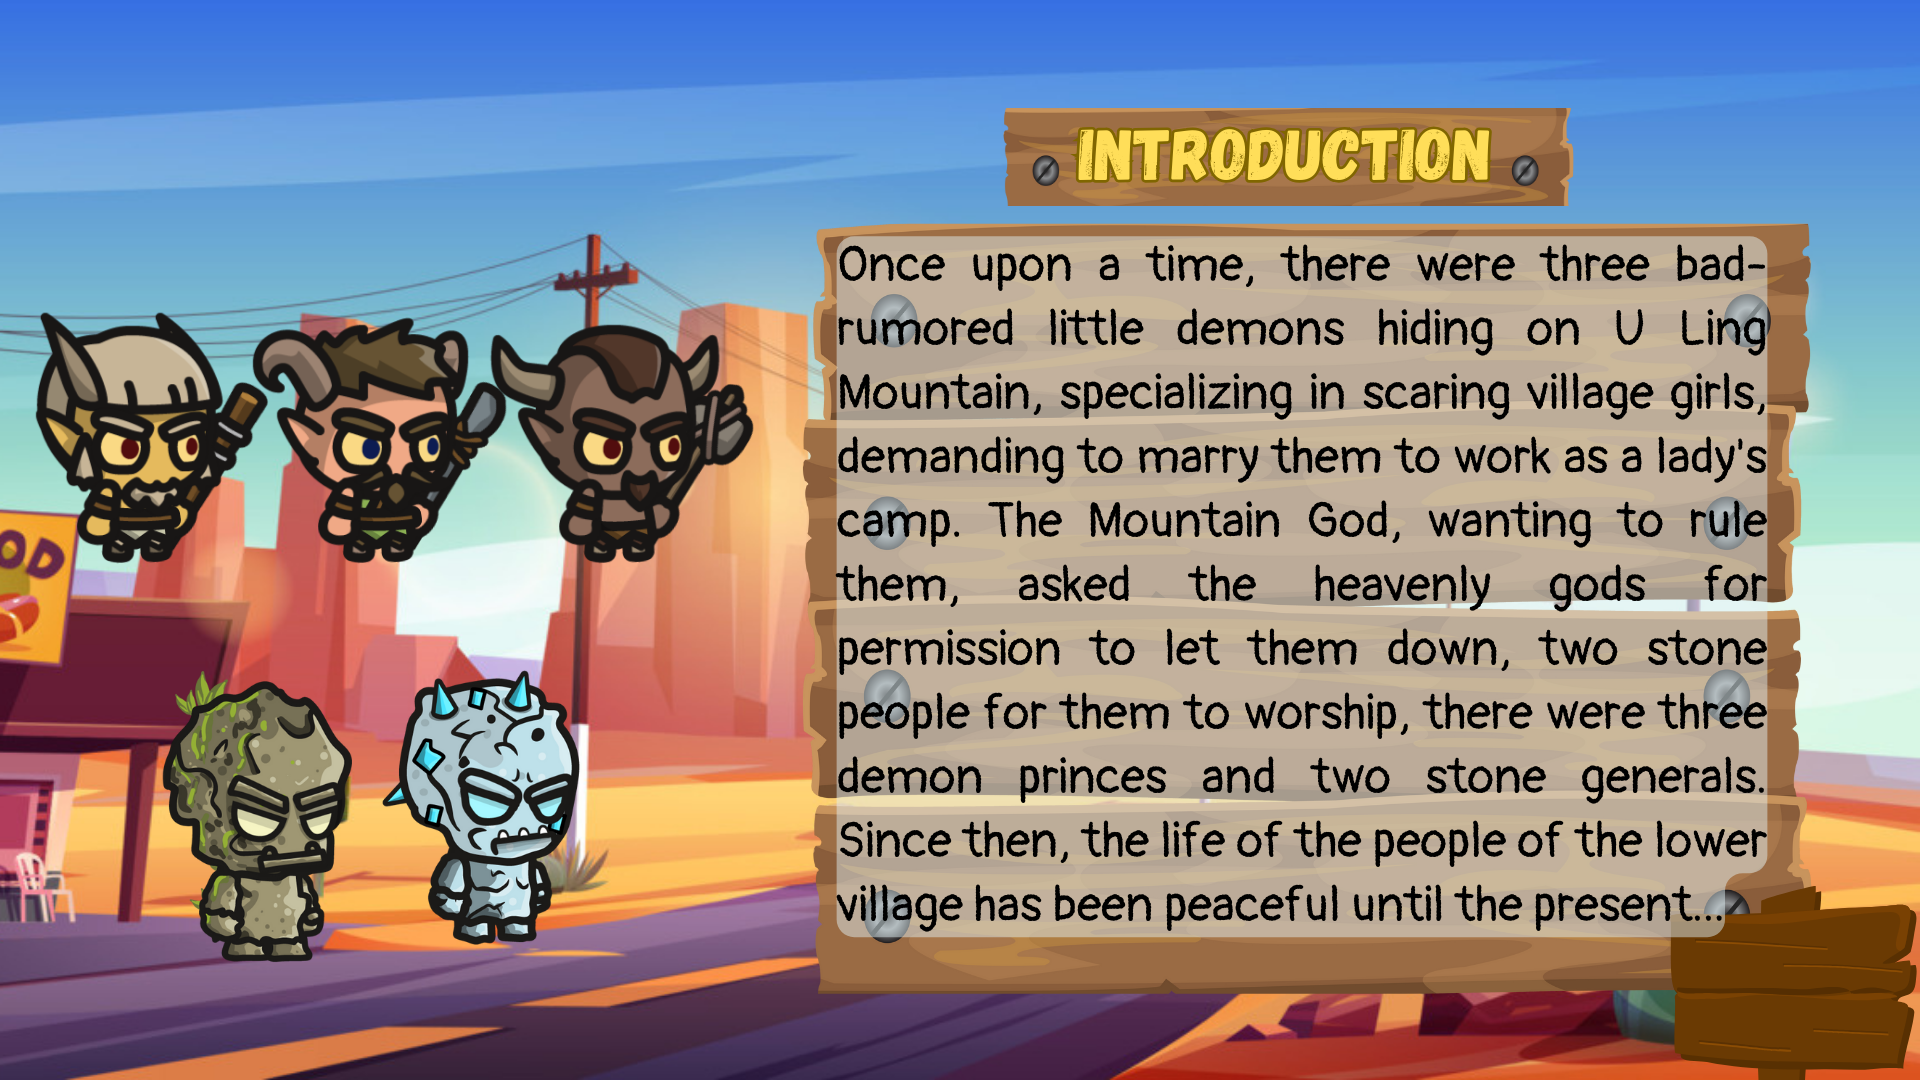 INTRODUCTION
Once upon a time, there were three bad-
rumored little demons hiding on U Ling
Mountain, specializing in scaring village girls,
demanding to marry them to work as a lady's
camp. The Mountain God, wanting to rule
them, asked the heavenly gods for
permission to let them down, two stone
people for them to worship, there were three
demon princes and two stone generals.
Since then, the life of the people of the lower
village has been peaceful until the present...
OD